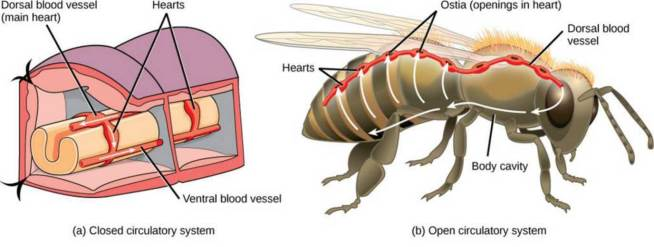 Dorsal blood vessel
(main heart)
Hearts
Ventral blood vessel
(a) Closed circulatory system
Ostia (openings in heart)
Dorsal blood
vessel
Hearts
Body cavity
(b) Open circulatory system